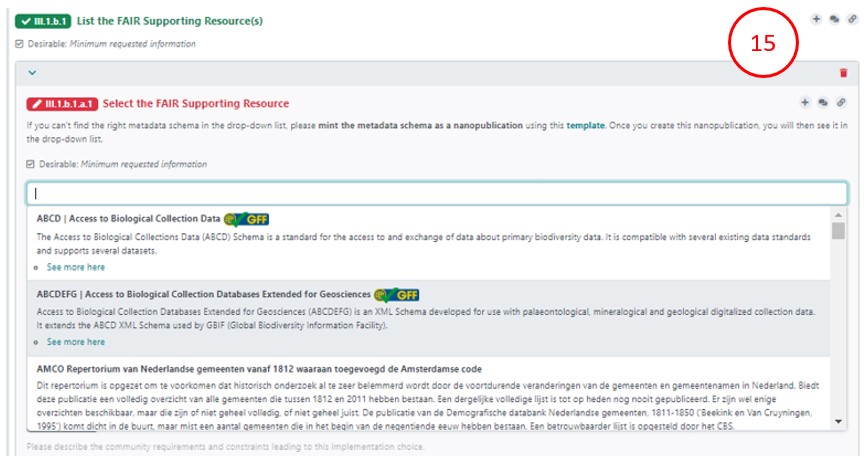 III.1.b.1 List the FAIR Supporting Resource(s)
15
Desirable: Minimum requested information
III.1.b.1.a.1 Select the FAIR Supporting Resource
If you can't find the right metadata schema in the drop-down list, please mint the metadata schema as a nanopublication using this template. Once you create this nanopublication, you will then see it in
the drop-down list.
Desirable: Minimum requested information
ABCD | Access to Biological Collection Data GFF
The Access to Biological Collections Data (ABCD) Schema is a standard for the access to and exchange of data about primary biodiversity data. It is compatible with several existing data standards
and supports several datasets.
See more here
ABCDEFG | Access to Biological Collection Databases Extended for Geosciences GFF
Access to Biological Collection Databases Extended for Geosciences (ABCDEFG) is an XML Schema developed for use with palaeontological, mineralogical and geological digitalized collection data.
It extends the ABCD XML Schema used by GBIF (Global Biodiversity Information Facility).
See more here
AMCO Repertorium van Nederlandse gemeenten vanaf 1812 waaraan toegevoegd de Amsterdamse code
Dit repertorium is opgezet om te voorkomen dat historisch onderzoek al te zeer belemmerd wordt door de voortdurende veranderingen van de gemeenten en gemeentenamen in Nederland. Biedt
deze publicatie een volledig overzicht van alle gemeenten die tussen 1812 en 2011 hebben bestaan. Een dergelijke volledige lijst is tot op heden nog nooit gepubliceerd. Er zijn wel enige
overzichten beschikbaar, maar die zijn of niet geheel volledig, of niet geheel juist. De publicatie van de Demografische databank Nederlandse gemeenten, 1811-1850 ('Beekink en Van Cruyningen,
1995') komt dicht in de buurt, maar mist een aantal gemeenten die in het begin van de negentiende eeuw hebben bestaan. Een betrouwbaarder lijst is opgesteld door het CBS.
Please describe the community requirements and constraints leading to this implementation choice.